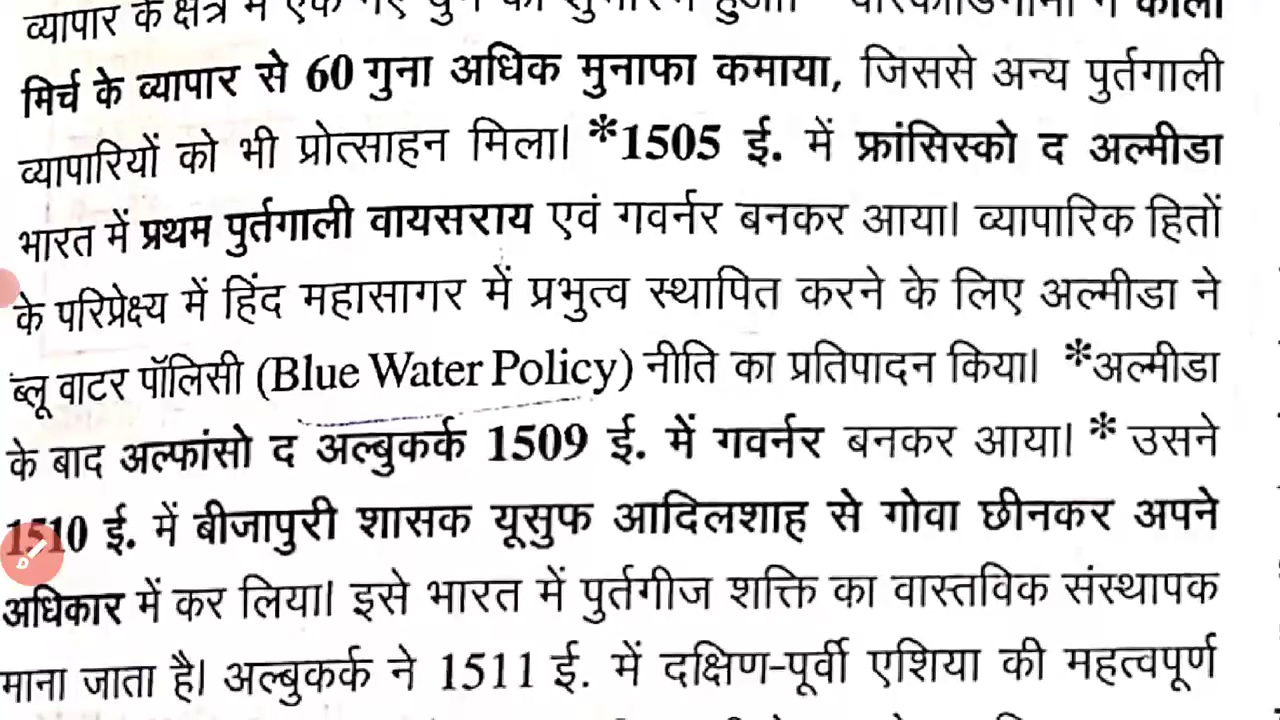 व्यापार के क्षेत्र में एक नए युग का शुभारंभ हुआ।
मिर्च के व्यापार से 60 गुना अधिक मुनाफा कमाया, जिससे अन्य पुर्तगाली
व्यापारियों को भी प्रोत्साहन मिला। *1505 ई. में फ्रांसिस्को द अल्मीडा
भारत में प्रथम पुर्तगाली वायसराय एवं गवर्नर बनकर आया। व्यापारिक हितों
के परिप्रेक्ष्य में हिंद महासागर में प्रभुत्व स्थापित करने के लिए अल्मीडा ने
ब्लू वाटर पॉलिसी (Blue Water Policy) नीति का प्रतिपादन किया। *अल्मीडा
के बाद अल्फांसो द अल्बुकर्क 1509 ई. में गवर्नर बनकर आया। * उसने
1510 ई. में बीजापुरी शासक यूसुफ आदिलशाह से गोवा छीनकर अपने
अधिकार में कर लिया। इसे भारत में पुर्तगीज शक्ति का वास्तविक संस्थापक
माना जाता है। अल्बुकर्क ने 1511 ई. में दक्षिण-पूर्वी एशिया की महत्वपूर्ण